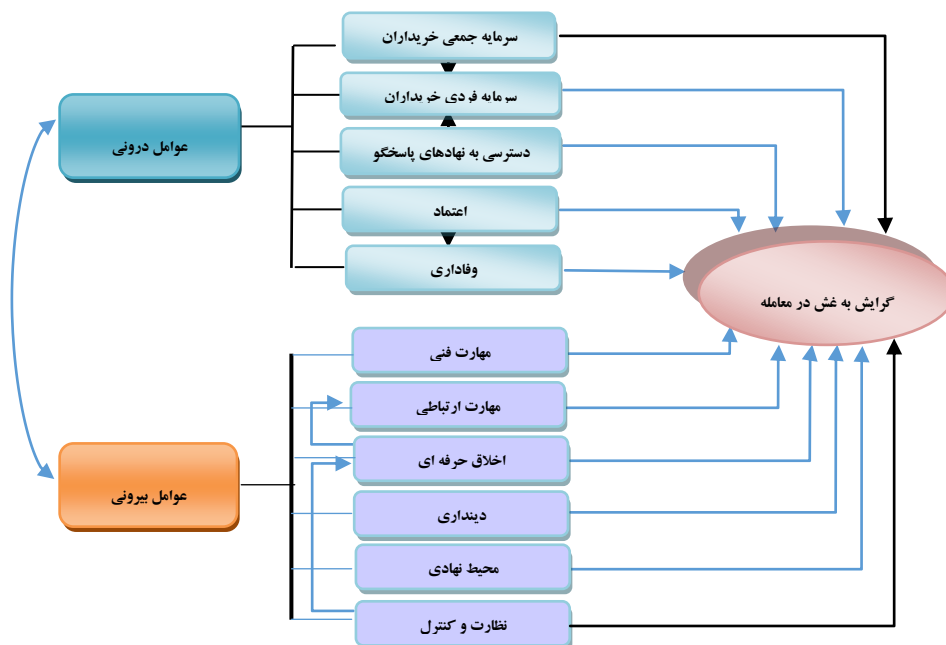 سرمایه جمعی خریداران
سرمایه فردی خریداران
عوامل درونی
دسترسی به نهادهای پاسخگو
اعتماد
وفاداری
گرایش به غش در معامله
مهارت فنی
مهارت ارتباطی
اخلاق حرفه ای
عوامل بیرونی
دینداری
محیط نهادی
نظارت و کنترل